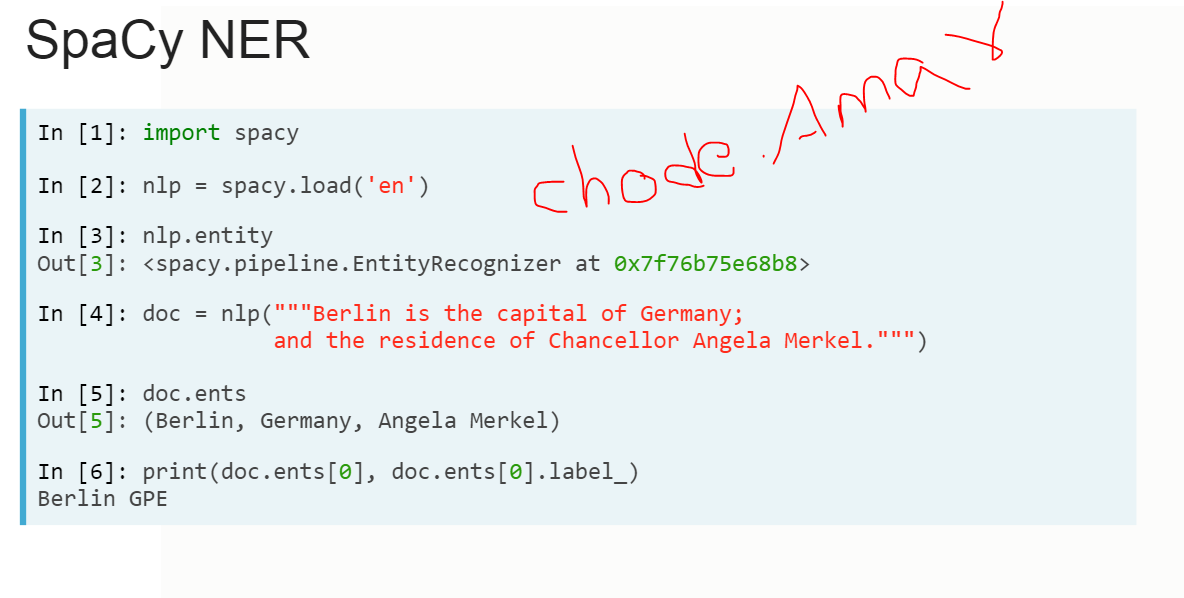 SpaCy NER
chode.Amar
In [1]: import spacy
In [2]: nlp = spacy.load('en')
In [3]: nlp.entity
Out[3]: <spacy.pipeline.EntityRecognizer at 0x7f76b75e68b8>
In [4]: doc = nlp("""Berlin is the capital of Germany;
and the residence of Chancellor Angela Merkel.""")
In [5]: doc.ents
Out[5]: (Berlin, Germany, Angela Merkel)
In [6]: print(doc.ents[0], doc.ents[0].label_)
Berlin GPE